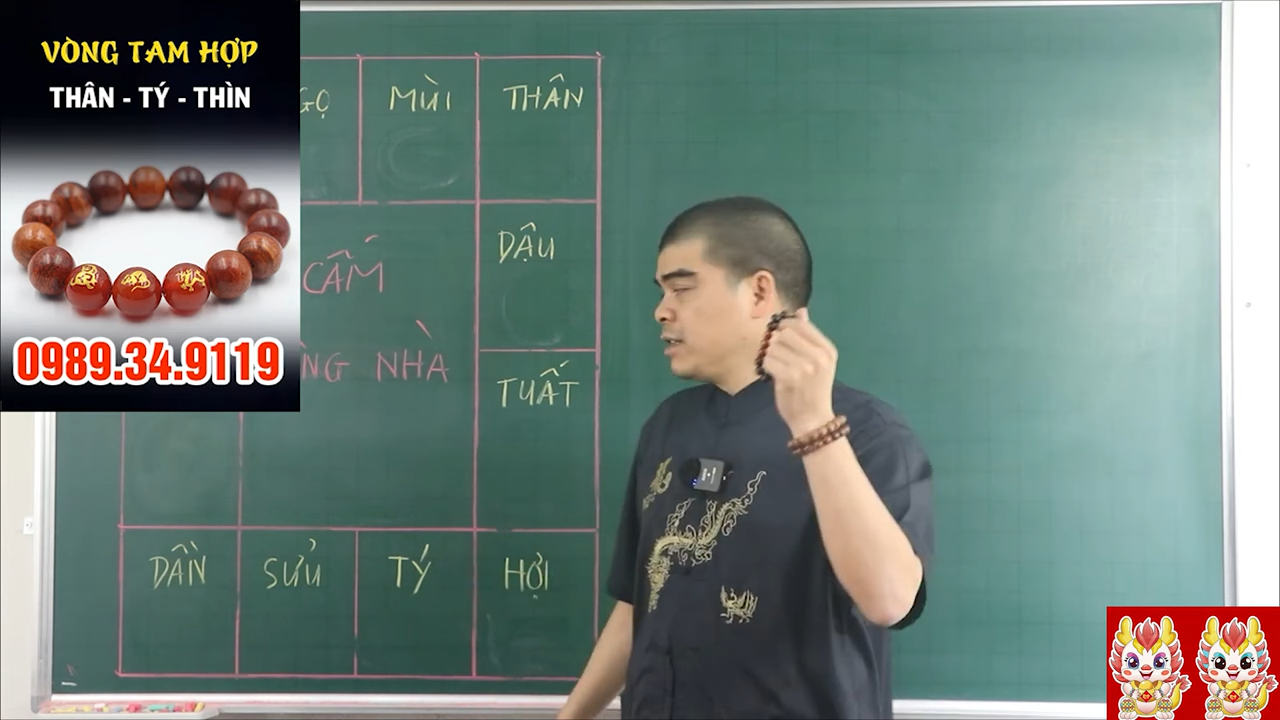 VÒNG TAM HỢP
THÂN - TÝ - THÌN
0989.34.9119
MÙI
THÂN
DẬU
CẤM
NHÀ
TUẤT
DẦN
SỬU
TÝ
HỢI